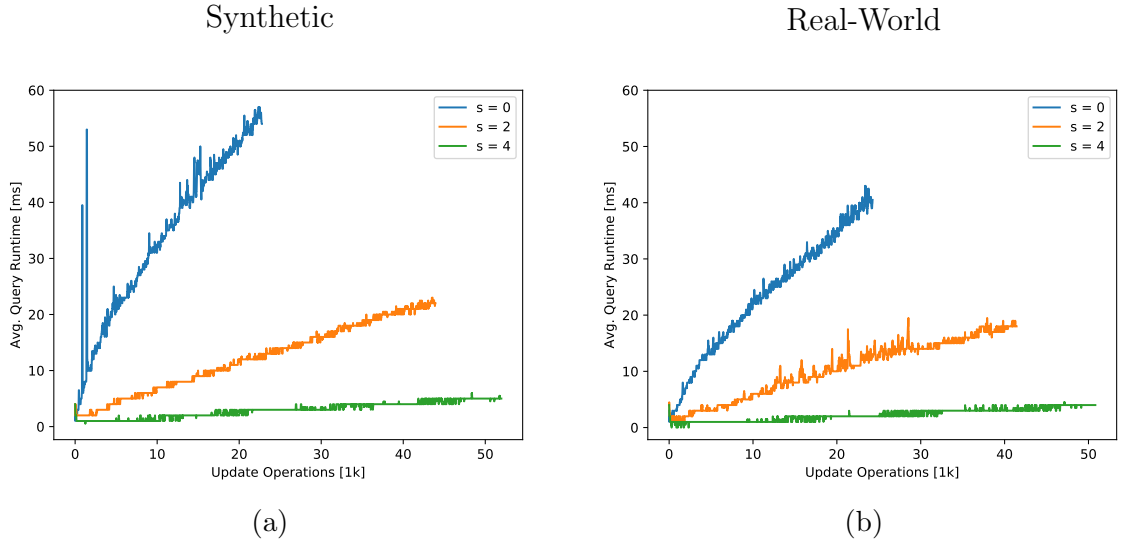 Synthetic
Real-World
60
50
40
30
20
10
0
Avg. Query Runtime [ms]
s = 0
s = 2
s = 4
0 10 20 30 40 50
Update Operations [1k]
60
50
40
30
20
10
0
Avg. Query Runtime [ms]
s = 0
s = 2
s = 4
0 10 20 30 40 50
Update Operations [1k]
(a)
(b)